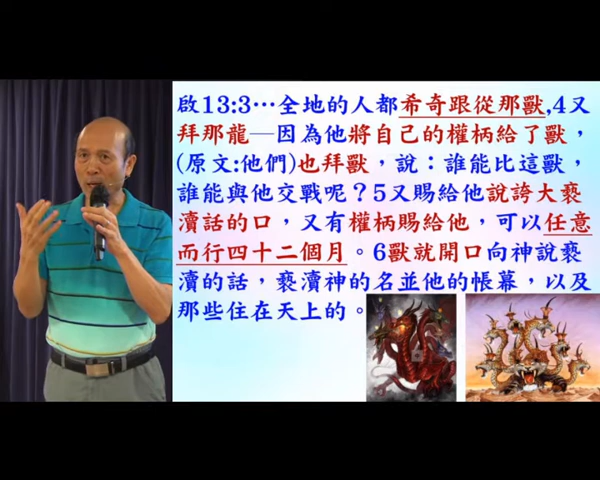 啟13:3…全地的人都希奇跟從那獸,4又
拜那龍─因為他將自己的權柄給了獸，
(原文:他們)也拜獸，說：誰能比這獸，
誰能與他交戰呢？5又賜給他說誇大褻
瀆話的口，又有權柄賜給他，可以任意
而行四十二個月。6獸就開口向神說褻
瀆的話，褻瀆神的名並他的帳幕，以及
那些住在天上的。